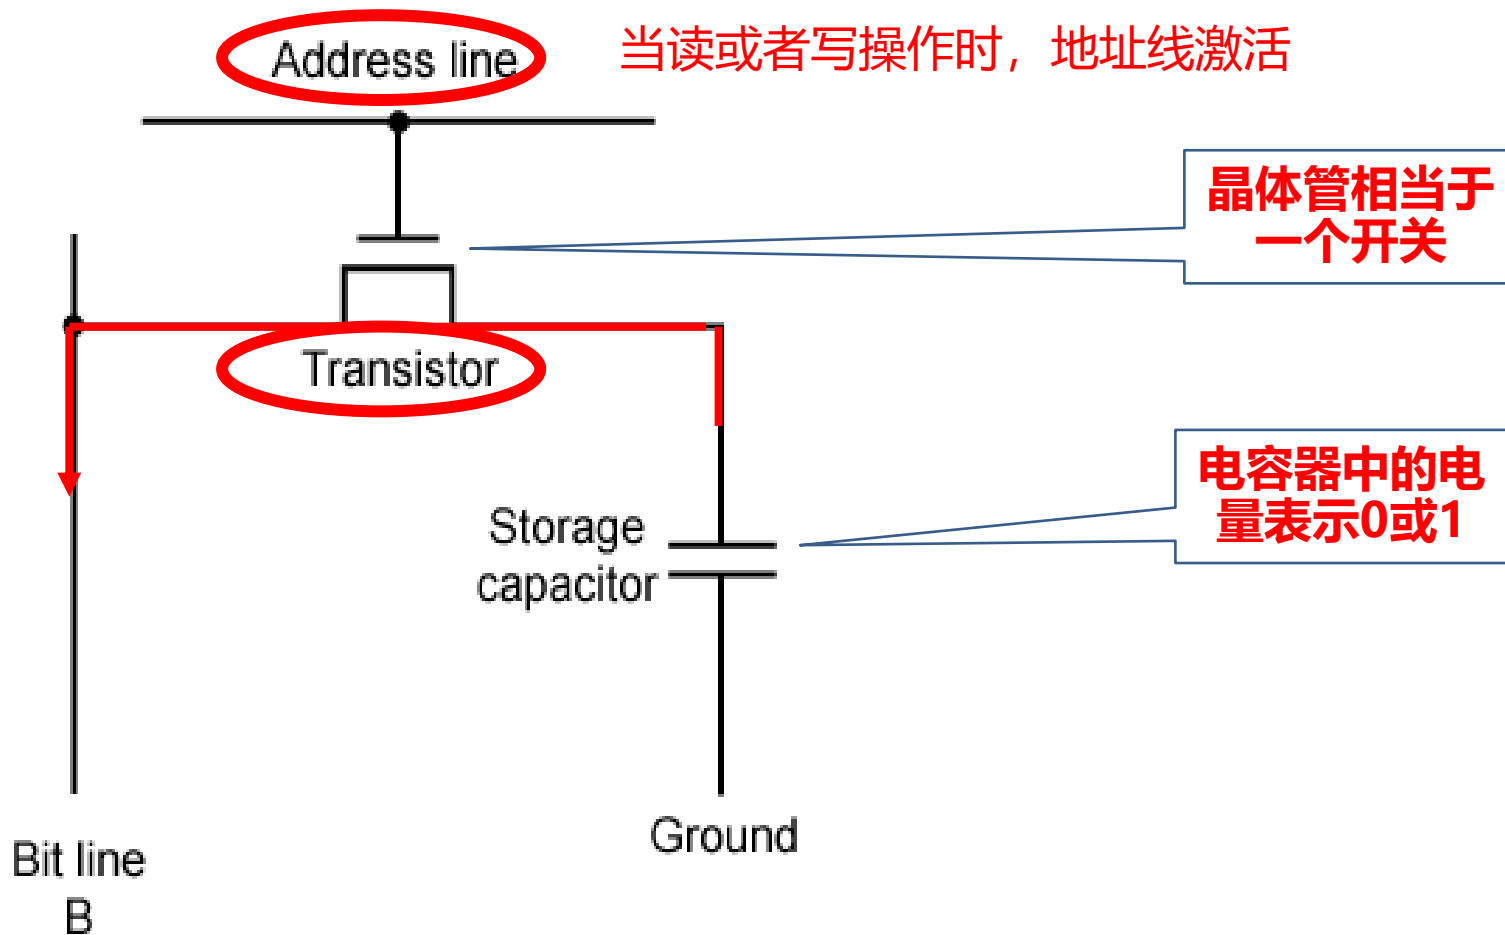 Address line
当读或者写操作时，地址线激活
晶体管相当于
一个开关
Transistor
电容器中的电
量表示0或1
Storage
capacitor
Ground
Bit line
B